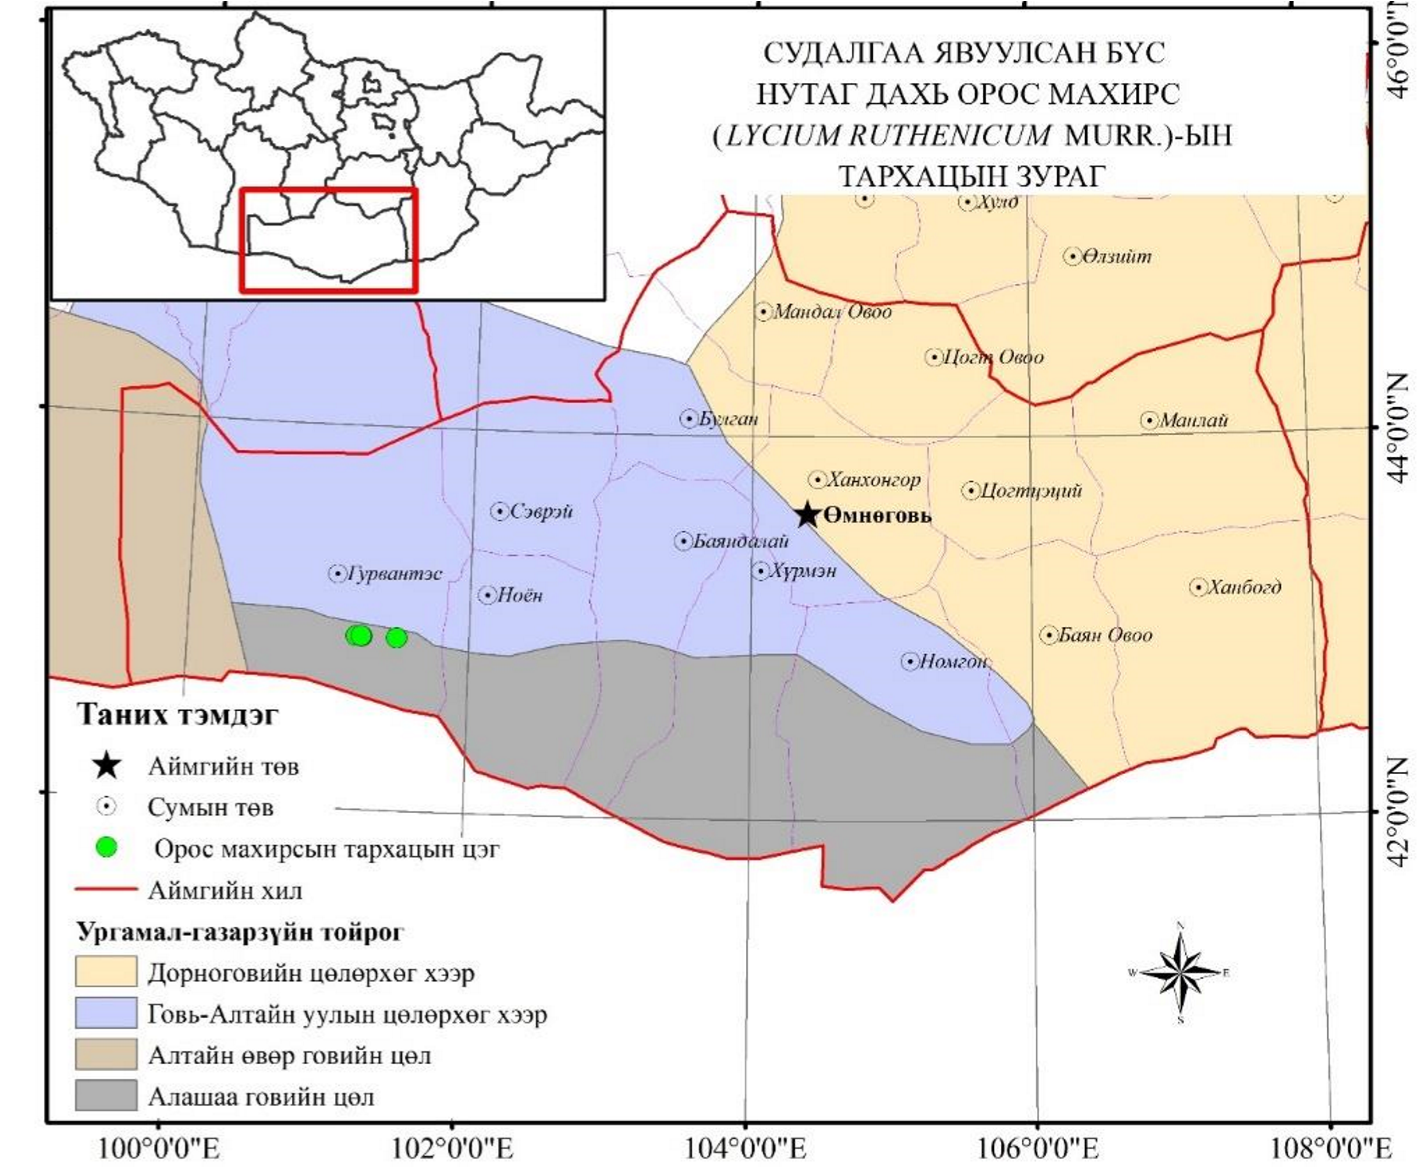 СУДАЛГАА ЯВУУЛСАН БҮС
НУТАГ ДАХЬ ОРОС МАХИРС
(LYCIUM RUTHENICUM MURR.)-ЫН
ТАРХАЦЫН ЗУРАГ
46°0'0"N
Хулд
Өлзийт
Мандал Овоо
Цогт Овоо
Булган
Манлай
44°0'0"N
Ханхонгор
Цогтцэций
Сэврэй
Өмнөговь
Баяндалай
Гурвантэс
Хүрмэн
Ноён
Ханбогд
Баян Овоо
Номгон
42°0'0"N
Таних тэмдэг
Аймгийн төв
Сумын төв
Орос махирсын тархацын цэг
Аймгийн хил
Ургамал-газарзүйн тойрог
Дорноговийн цөлөрхөг хээр
Говь-Алтайн уулын цөлөрхөг хээр
Алтайн өвөр говийн цөл
Алашаа говийн цөл
N
W E
S
100°0'0"E 102°0'0"E 104°0'0"E 106°0'0"E 108°0'0"E